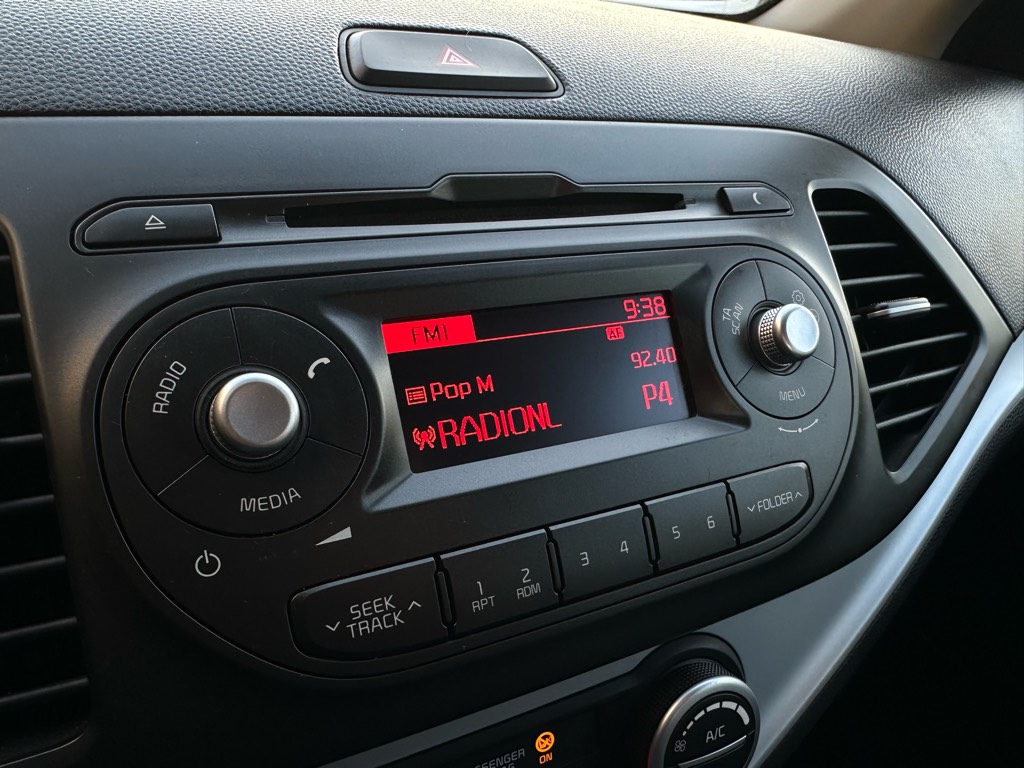 9:38
FM1
AF
92.40
Pop M
P4
RADIONL
RADIO
MEDIA
TA
SCAN
MENU
SEEK
TRACK
1
RPT
2
RDM
3 4
5 6
FOLDER
A/C
ON